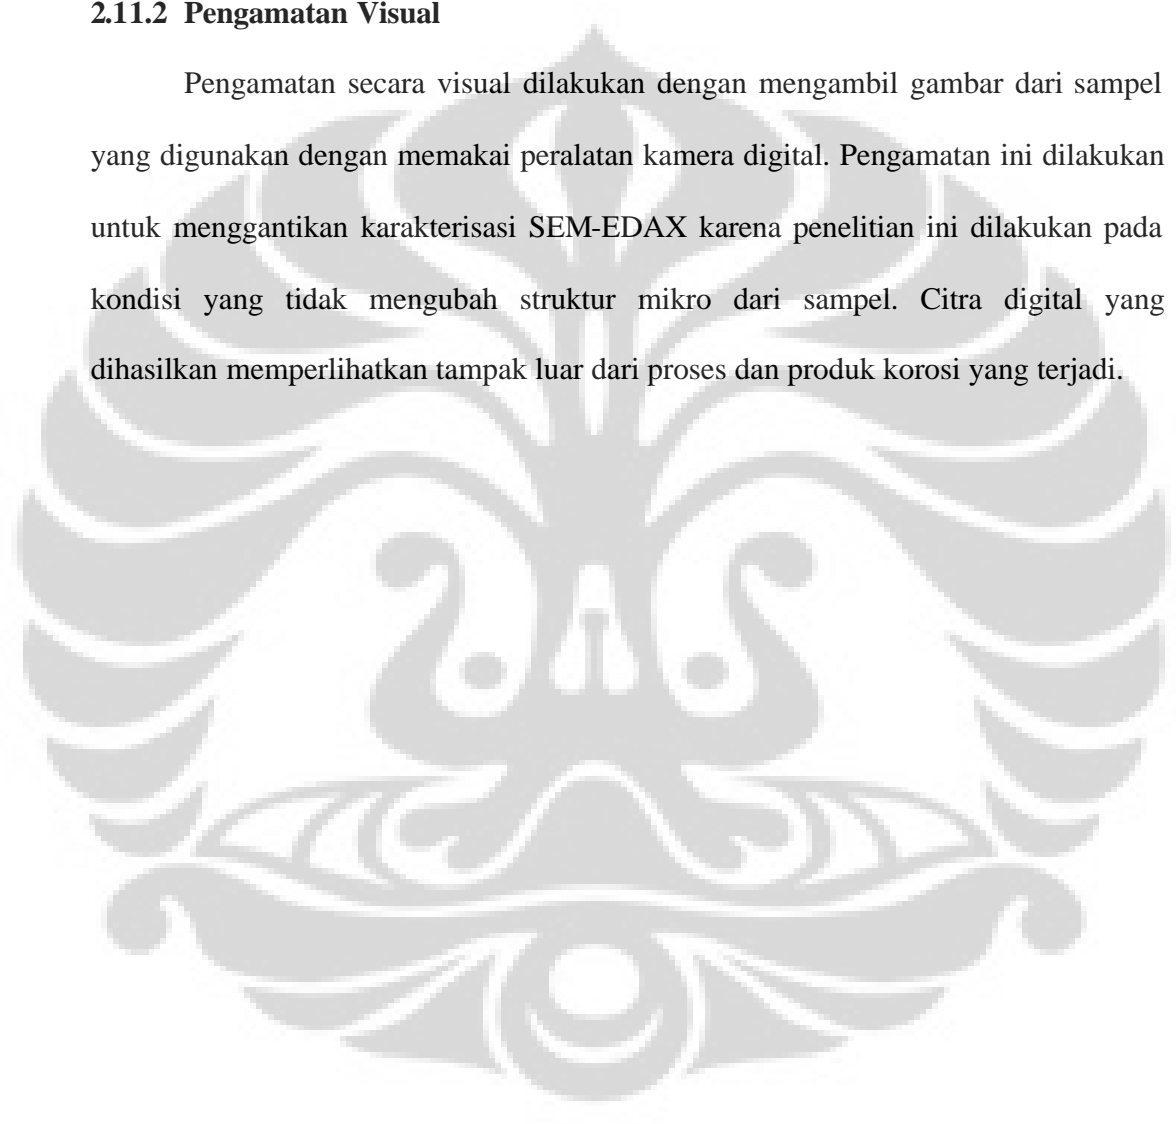 2.11.2 Pengamatan Visual
Pengamatan secara visual dilakukan dengan mengambil gambar dari sampel
yang digunakan dengan memakai peralatan kamera digital. Pengamatan ini dilakukan
untuk menggantikan karakterisasi SEM-EDAX karena penelitian ini dilakukan pada
kondisi yang tidak mengubah struktur mikro dari sampel. Citra digital yang
dihasilkan memperlihatkan tampak luar dari proses dan produk korosi yang terjadi.